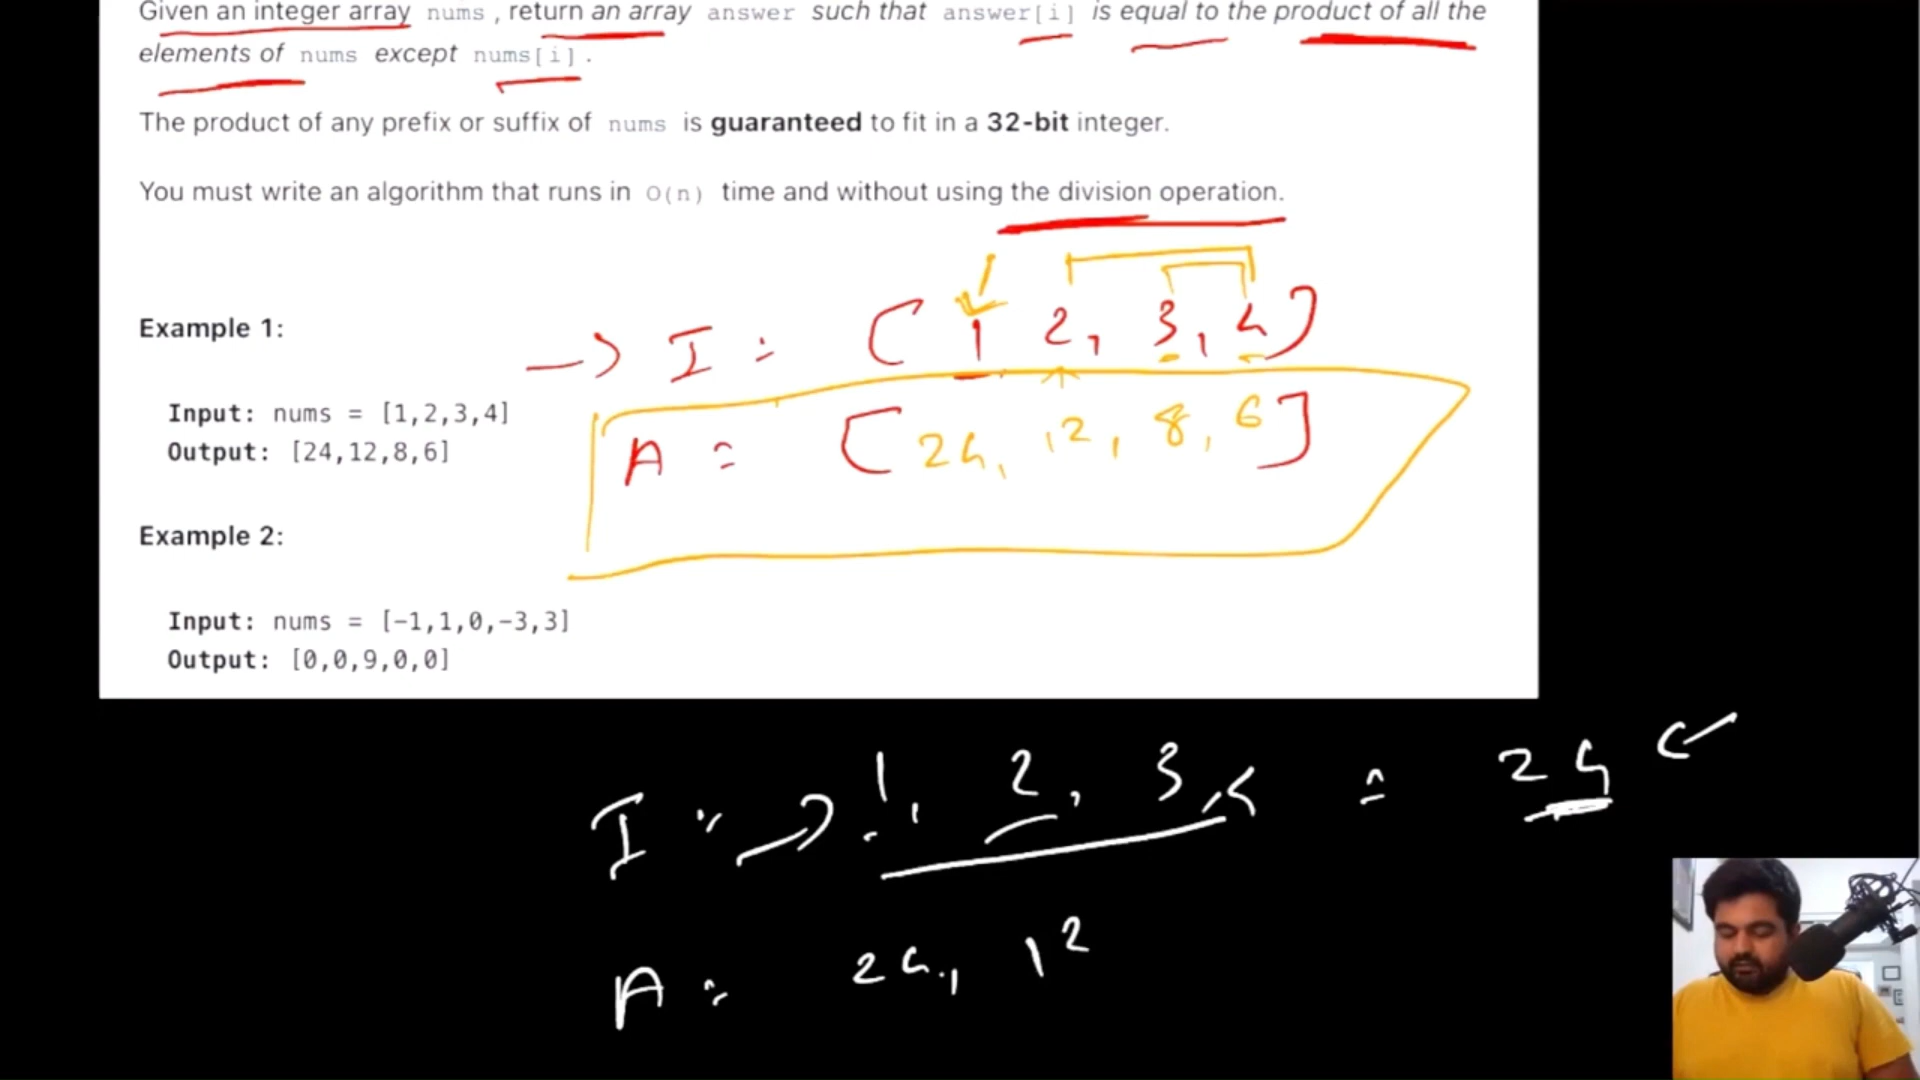 Given an integer array nums, return an array answer such that answer[i] is equal to the product of all the
elements of nums except nums[i].
The product of any prefix or suffix of nums is guaranteed to fit in a 32-bit integer.
You must write an algorithm that runs in O(n) time and without using the division operation.
Example 1:
→ I = [1 2, 3, 4]
Input: nums = [1,2,3,4]
Output: [24,12,8,6]
A = [24, 12, 8, 6]
Example 2:
Input: nums = [-1,1,0,-3,3]
Output: [0,0,9,0,0]
I : → 1, 2, 3, 4 = 24
A : 24, 12